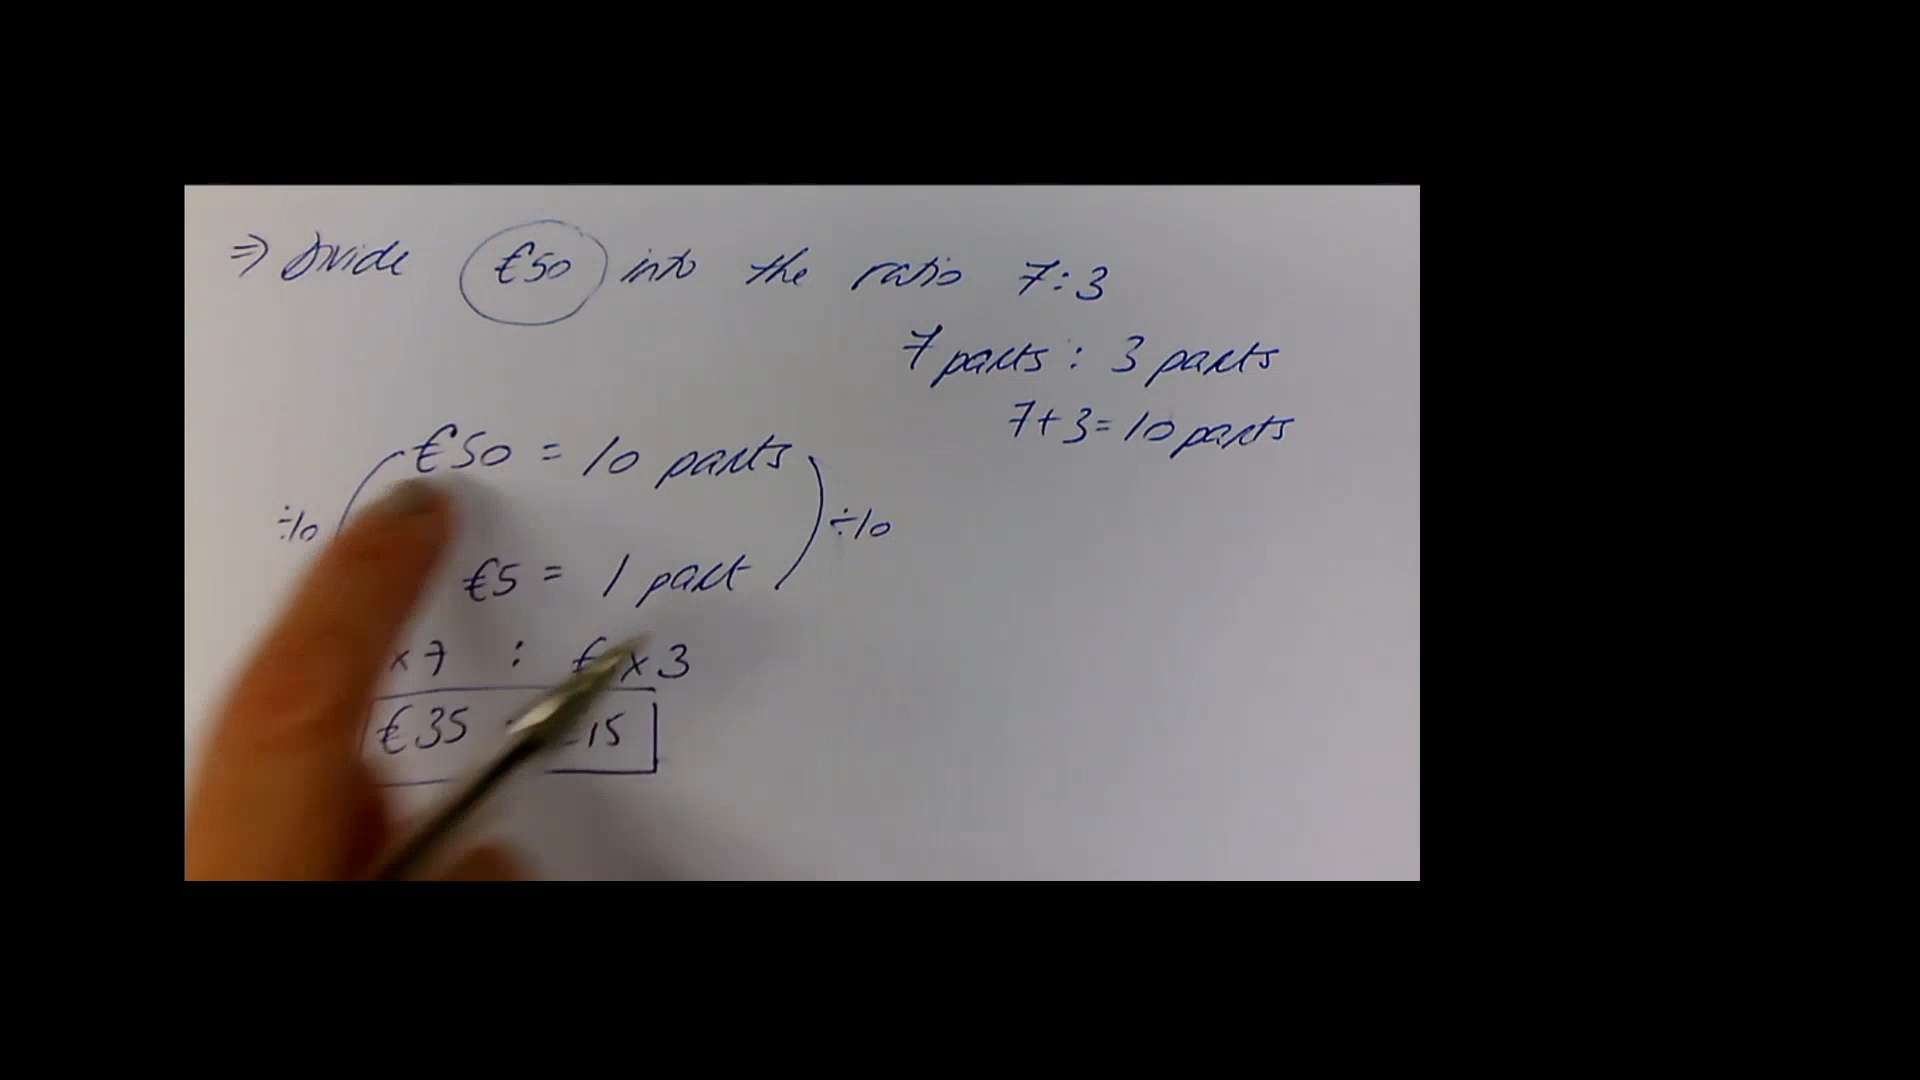 ⇒ Divide €50 into the ratio 7:3
7 parts : 3 parts
7+3=10 parts
€50 = 10 parts
÷10 ÷10
€5 = 1 part
×7 : € ×3
€35 15